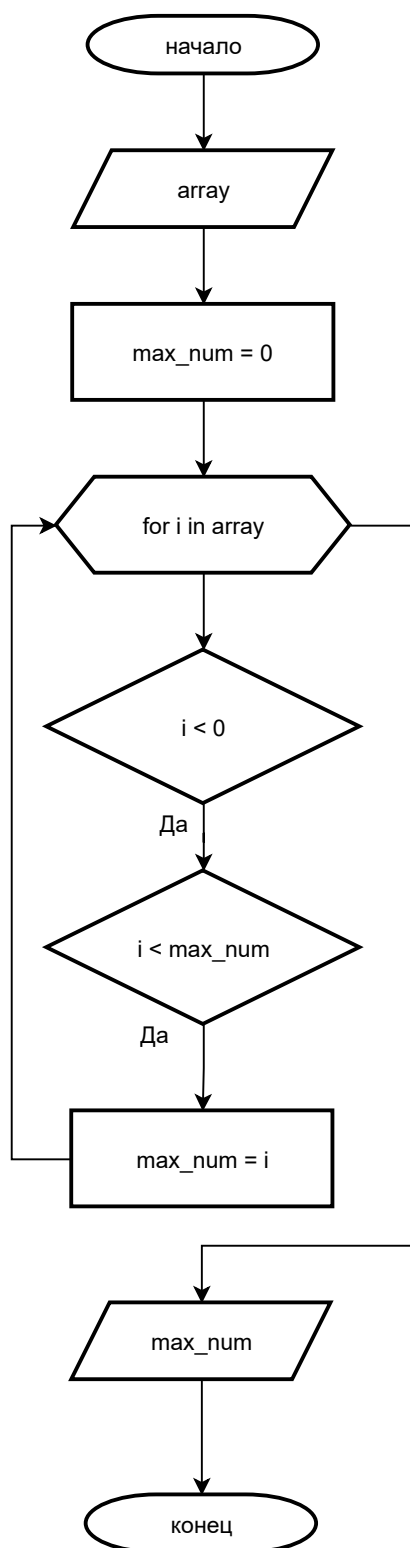 начало
array
max_num = 0
for i in array
i < 0
Да
i < max_num
Да
max_num = i
max_num
конец